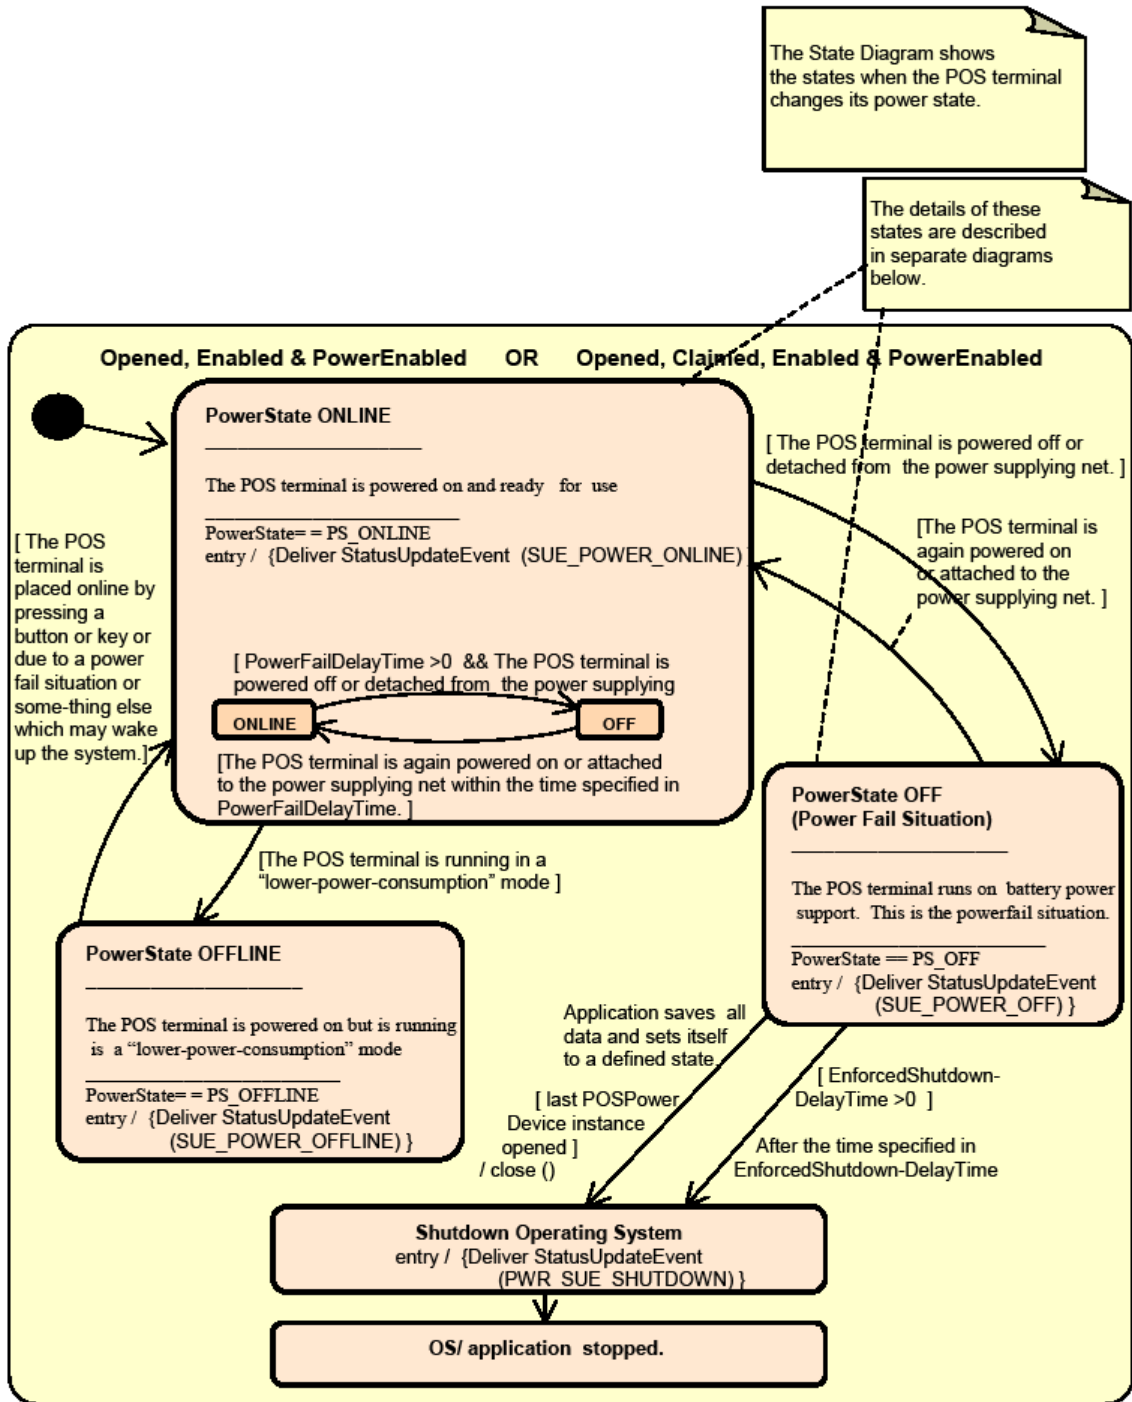 The State Diagram shows
the states when the POS terminal
changes its power state.
The details of these
states are described
in separate diagrams
below.
Opened, Enabled & PowerEnabled OR Opened, Claimed, Enabled & PowerEnabled
PowerState ONLINE
The POS terminal is powered on and ready for use
PowerState= = PS_ONLINE
entry / {Deliver StatusUpdateEvent (SUE_POWER_ONLINE) }
[ The POS terminal is powered off or
detached from the power supplying net. ]
[The POS terminal is
again powered on
or attached to the
power supplying net. ]
[ The POS
terminal is
placed online by
pressing a
button or key or
due to a power
fail situation or
some-thing else
which may wake
up the system.]
[ PowerFailDelayTime >0 && The POS terminal is
powered off or detached from the power supplying
ONLINE
OFF
[The POS terminal is again powered on or attached
to the power supplying net within the time specified in
PowerFailDelayTime. ]
[The POS terminal is running in a
“lower-power-consumption” mode ]
PowerState OFF
(Power Fail Situation)
The POS terminal runs on battery power
support. This is the powerfail situation.
PowerState == PS_OFF
entry / {Deliver StatusUpdateEvent
(SUE_POWER_OFF) }
PowerState OFFLINE
The POS terminal is powered on but is running
is a “lower-power-consumption” mode
PowerState= = PS_OFFLINE
entry / {Deliver StatusUpdateEvent
(SUE_POWER_OFFLINE) }
Application saves all
data and sets itself
to a defined state,
[ last POSPower
Device instance
opened ]
/ close ()
[ EnforcedShutdown-
DelayTime >0 ]
After the time specified in
EnforcedShutdown-DelayTime
Shutdown Operating System
entry / {Deliver StatusUpdateEvent
(PWR_SUE_SHUTDOWN) }
OS/ application stopped.